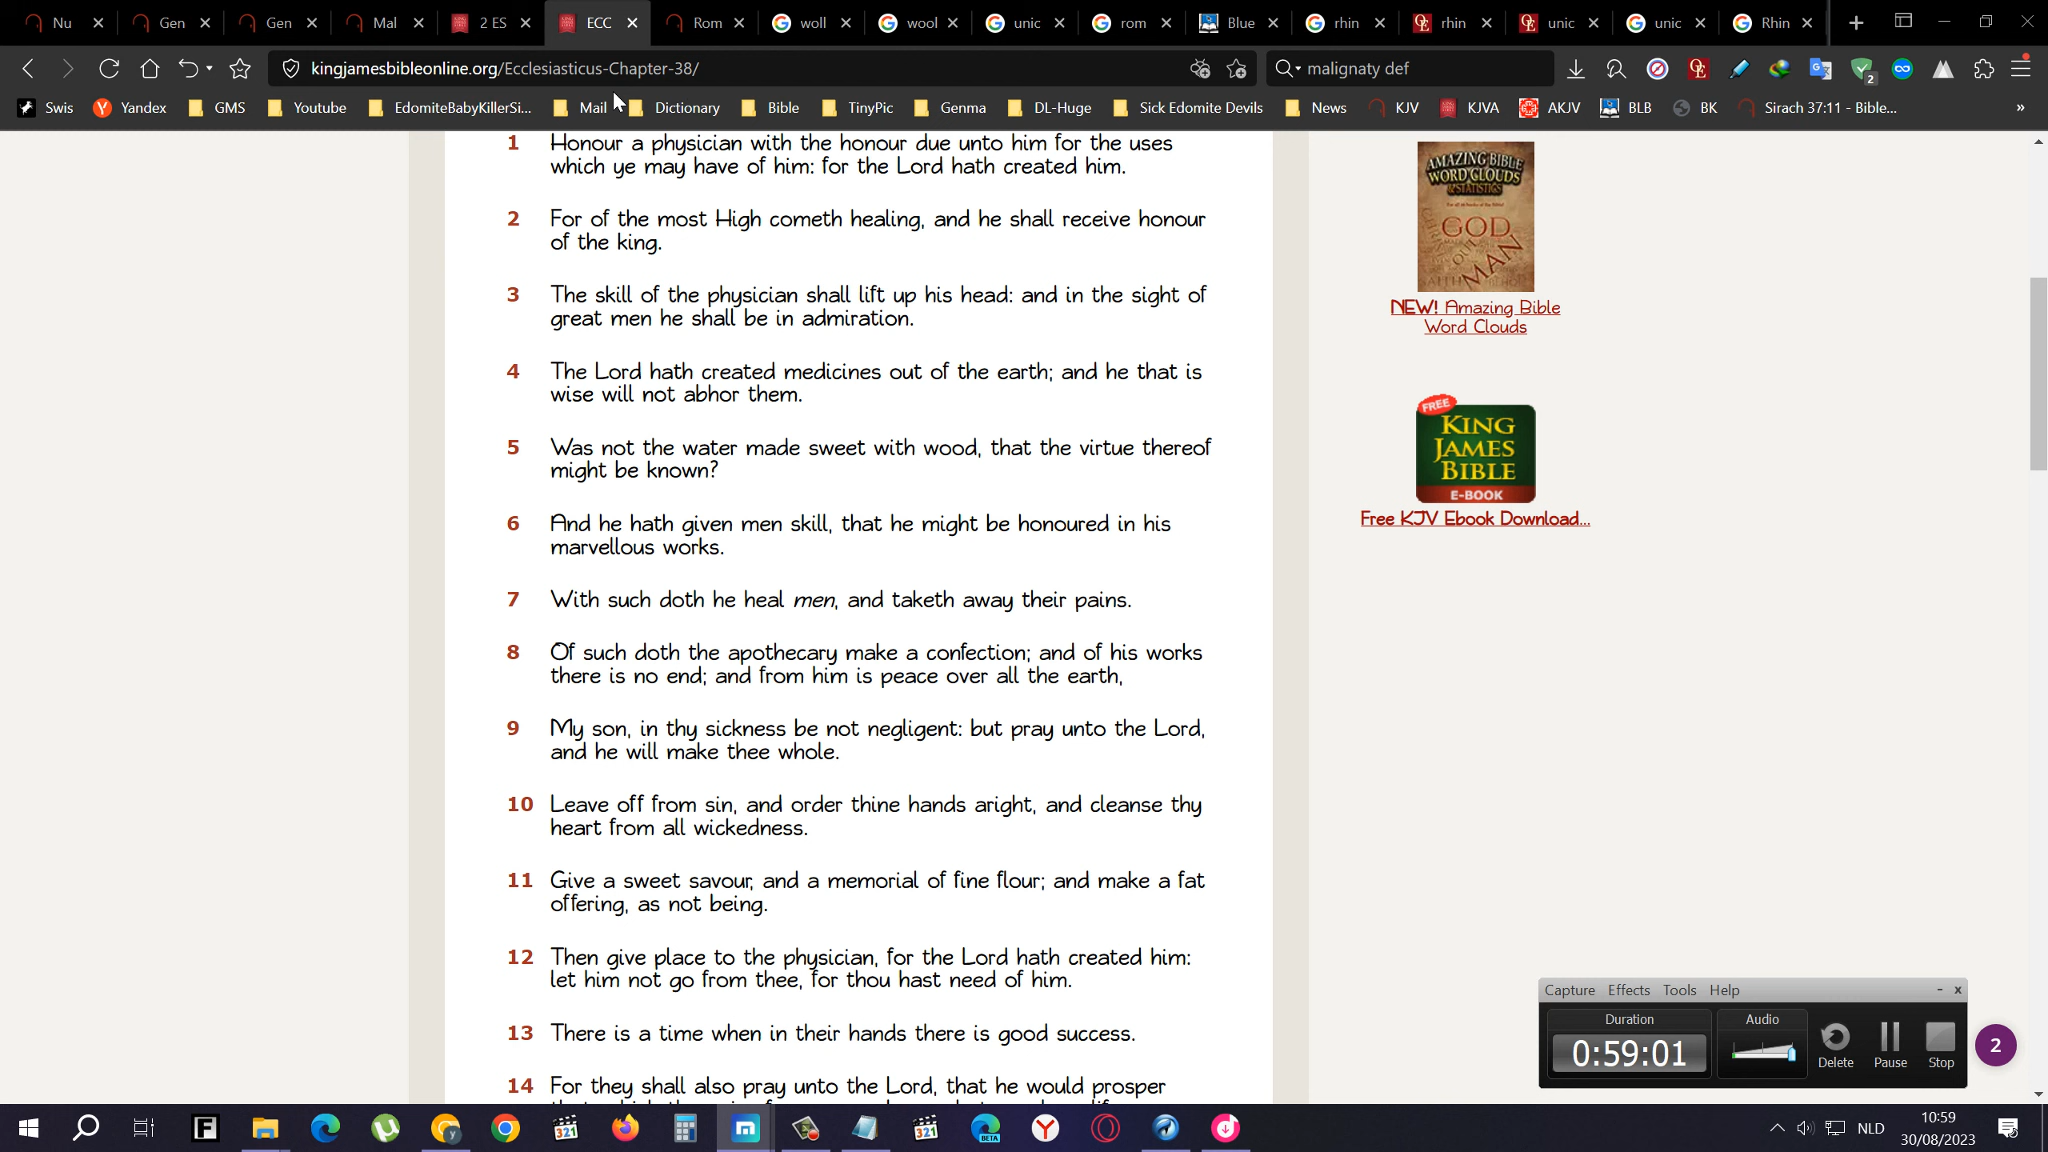 Nu
Gen
Gen
Mal
2 ES
ECC
Rom
woll
wool
unic
rom
Blue
rhin
rhin
unic
unic
Rhin
kingjamesbibleonline.org/Ecclesiasticus-Chapter-38/
malignaty def
2
Swis
Yandex
GMS
Youtube
EdomiteBabyKillerSi...
Mail
Dictionary
Bible
TinyPic
Genma
DL-Huge
Sick Edomite Devils
News
KJV
KJVA
AKJV
BLB
BK
Sirach 37:11 - Bible...
»
1 Honour a physician with the honour due unto him for the uses
which ye may have of him: for the Lord hath created him.
2 For of the most High cometh healing, and he shall receive honour
of the king.
3 The skill of the physician shall lift up his head: and in the sight of
great men he shall be in admiration.
4 The Lord hath created medicines out of the earth; and he that is
wise will not abhor them.
5 Was not the water made sweet with wood, that the virtue thereof
might be known?
6 And he hath given men skill, that he might be honoured in his
marvellous works.
7 With such doth he heal men, and taketh away their pains.
8 Of such doth the apothecary make a confection; and of his works
there is no end; and from him is peace over all the earth,
9 My son, in thy sickness be not negligent: but pray unto the Lord,
and he will make thee whole.
10 Leave off from sin, and order thine hands aright, and cleanse thy
heart from all wickedness.
11 Give a sweet savour, and a memorial of fine flour; and make a fat
offering, as not being.
12 Then give place to the physician, for the Lord hath created him:
let him not go from thee, for thou hast need of him.
13 There is a time when in their hands there is good success.
14 For they shall also pray unto the Lord, that he would prosper
AMAZING BIBLE
WORD CLOUDS
& STATISTICS
GOD
OUT
MAN
NEW! Amazing Bible
Word Clouds
FREE
KING
JAMES
BIBLE
E-BOOK
Free KJV Ebook Download...
Capture Effects Tools Help
Duration
Audio
0:59:01
Delete
Pause
Stop
2
321
321
BETA
NLD
10:59
30/08/2023